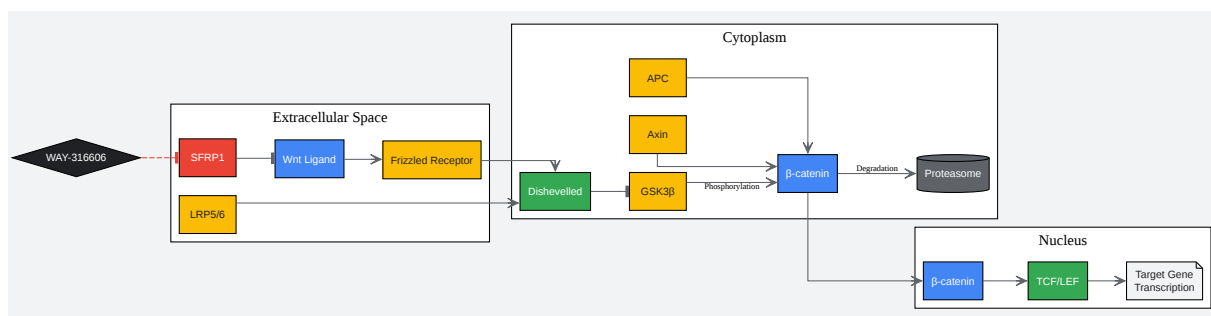 Cytoplasm
APC
Extracellular Space
Axin
WAY-316606
SFRP1
Wnt Ligand
Frizzled Receptor
β-catenin
Degradation
Proteasome
Dishevelled
GSK3β
Phosphorylation
LRP5/6
Nucleus
β-catenin
TCF/LEF
Target Gene
Transcription